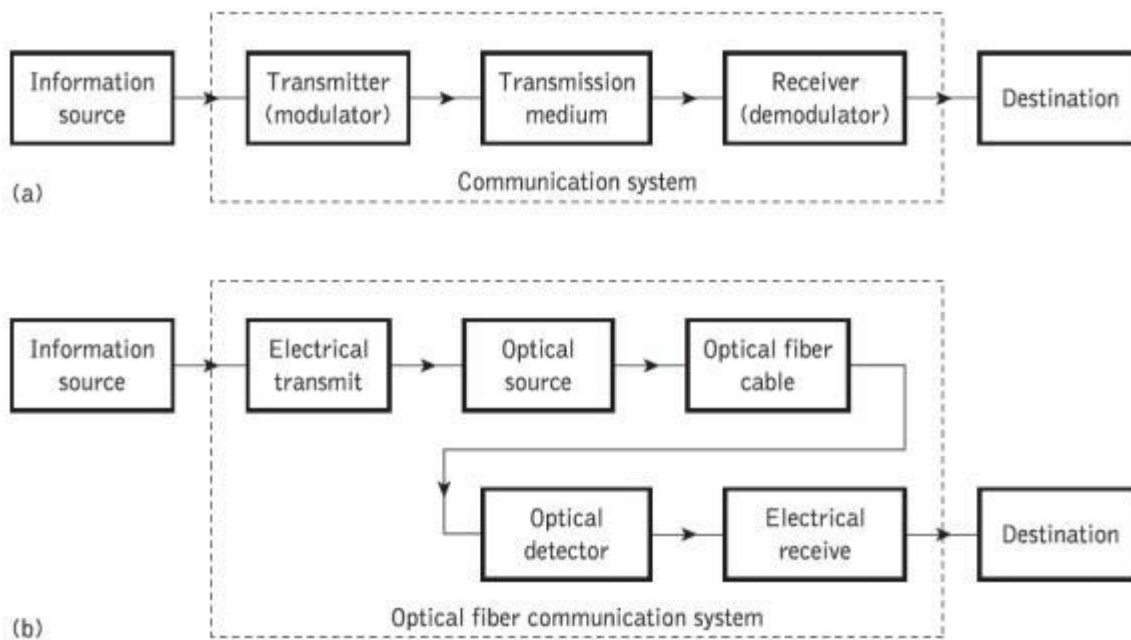 Information
source
Transmitter
(modulator)
Transmission
medium
Receiver
(demodulator)
Destination
Communication system
(a)
Information
source
Electrical
transmit
Optical
source
Optical fiber
cable
Optical
detector
Electrical
receive
Destination
Optical fiber communication system
(b)